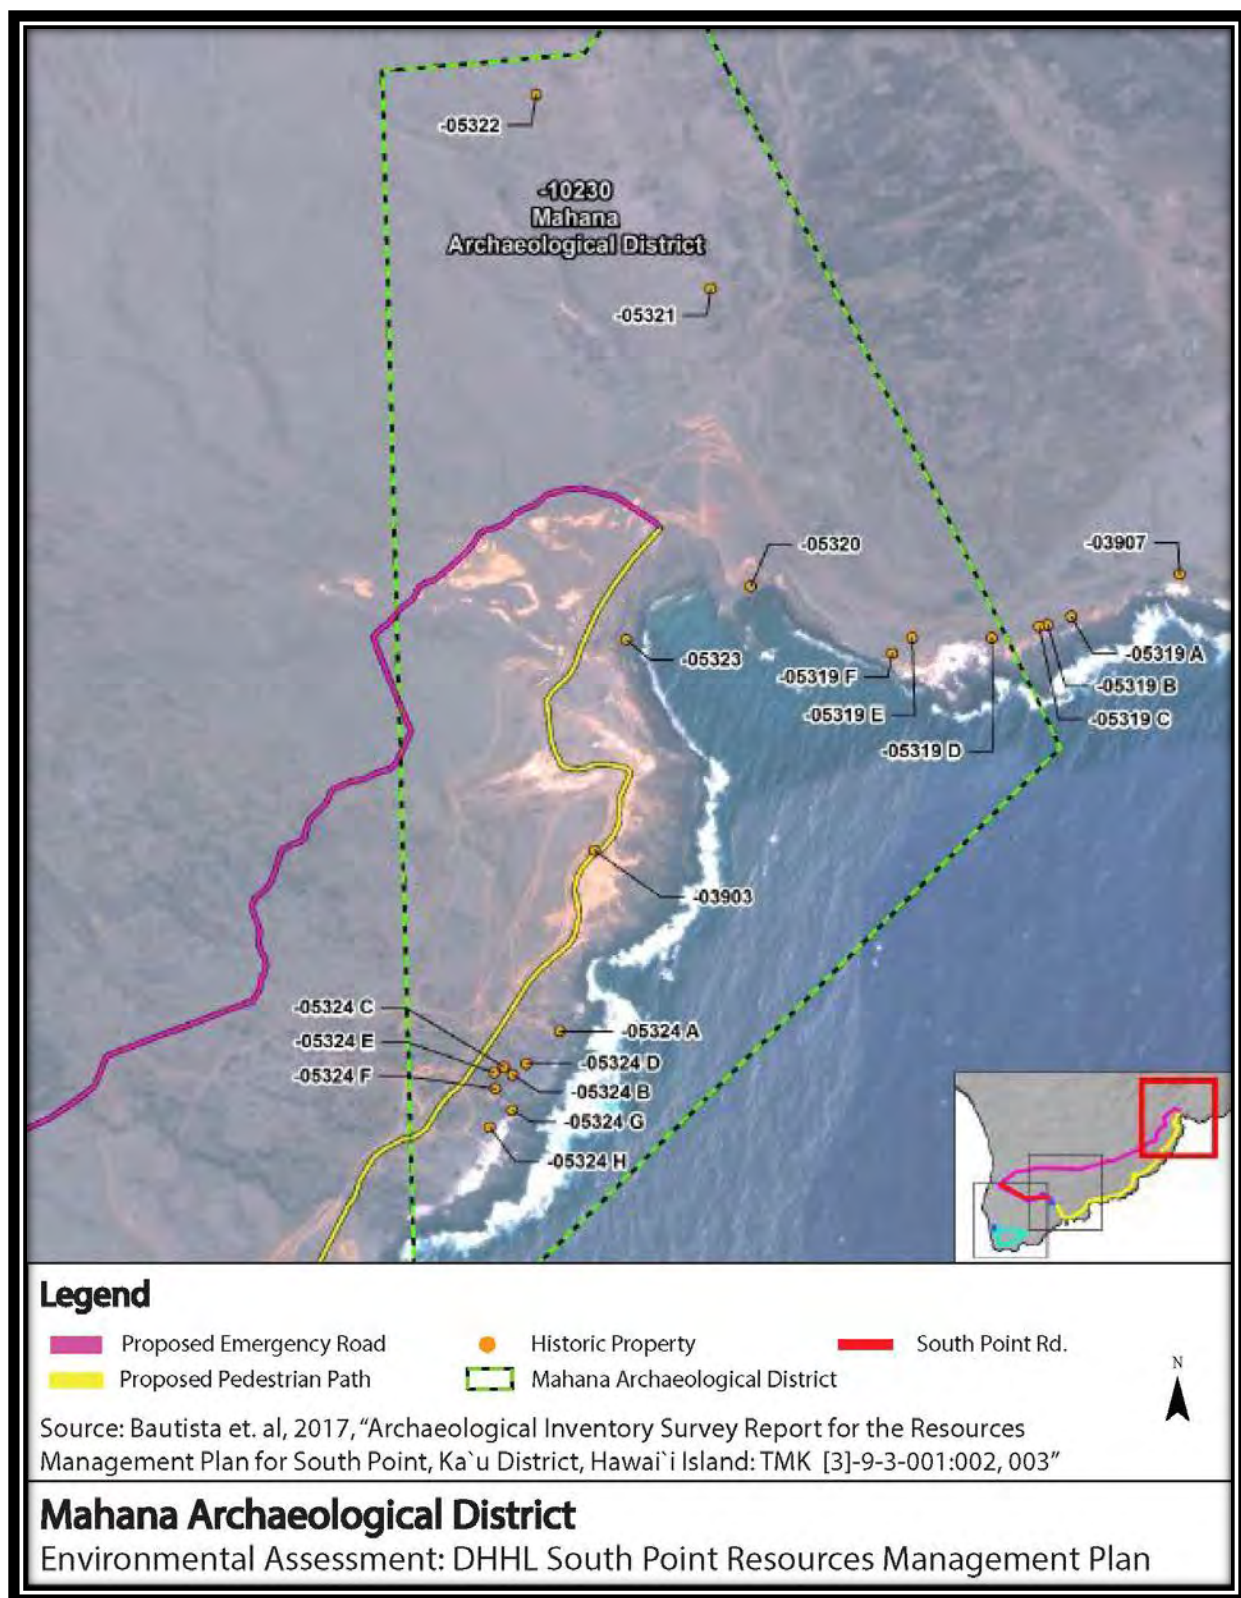 -05322
-10230
Mahana
Archaeological District
-05321
-05320
-03907
-05323
-05319 A
-05319 F
-05319 B
-05319 E
-05319 C
-05319 D
-03903
-05324 C
-05324 A
-05324 E
-05324 D
-05324 F
-05324 B
-05324 G
-05324 H
Legend
Proposed Emergency Road
Historic Property
South Point Rd.
Proposed Pedestrian Path
Mahana Archaeological District
N
Source: Bautista et. al, 2017, “Archaeological Inventory Survey Report for the Resources
Management Plan for South Point, Ka`u District, Hawai`i Island: TMK [3]-9-3-001:002, 003”
Mahana Archaeological District
Environmental Assessment: DHHL South Point Resources Management Plan